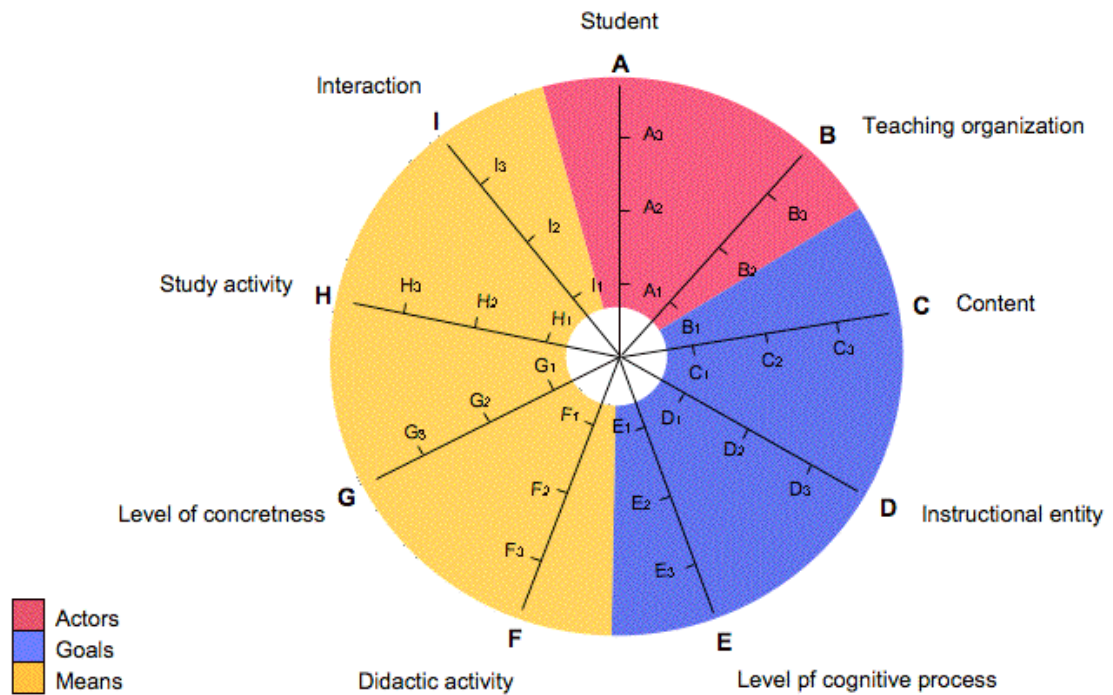 Student
A
Interaction
I
B
Teaching organization
A3
I3
A2
B3
I2
B2
Study activity
H
H3
H2
H1
I1
A1
B1
C
Content
C3
C2
C1
G1
G2
G3
F1
E1
D1
D2
D3
F2
E2
F3
E3
G
Level of concretness
D
Instructional entity
F
E
Didactic activity
Level pf cognitive process
Actors
Goals
Means